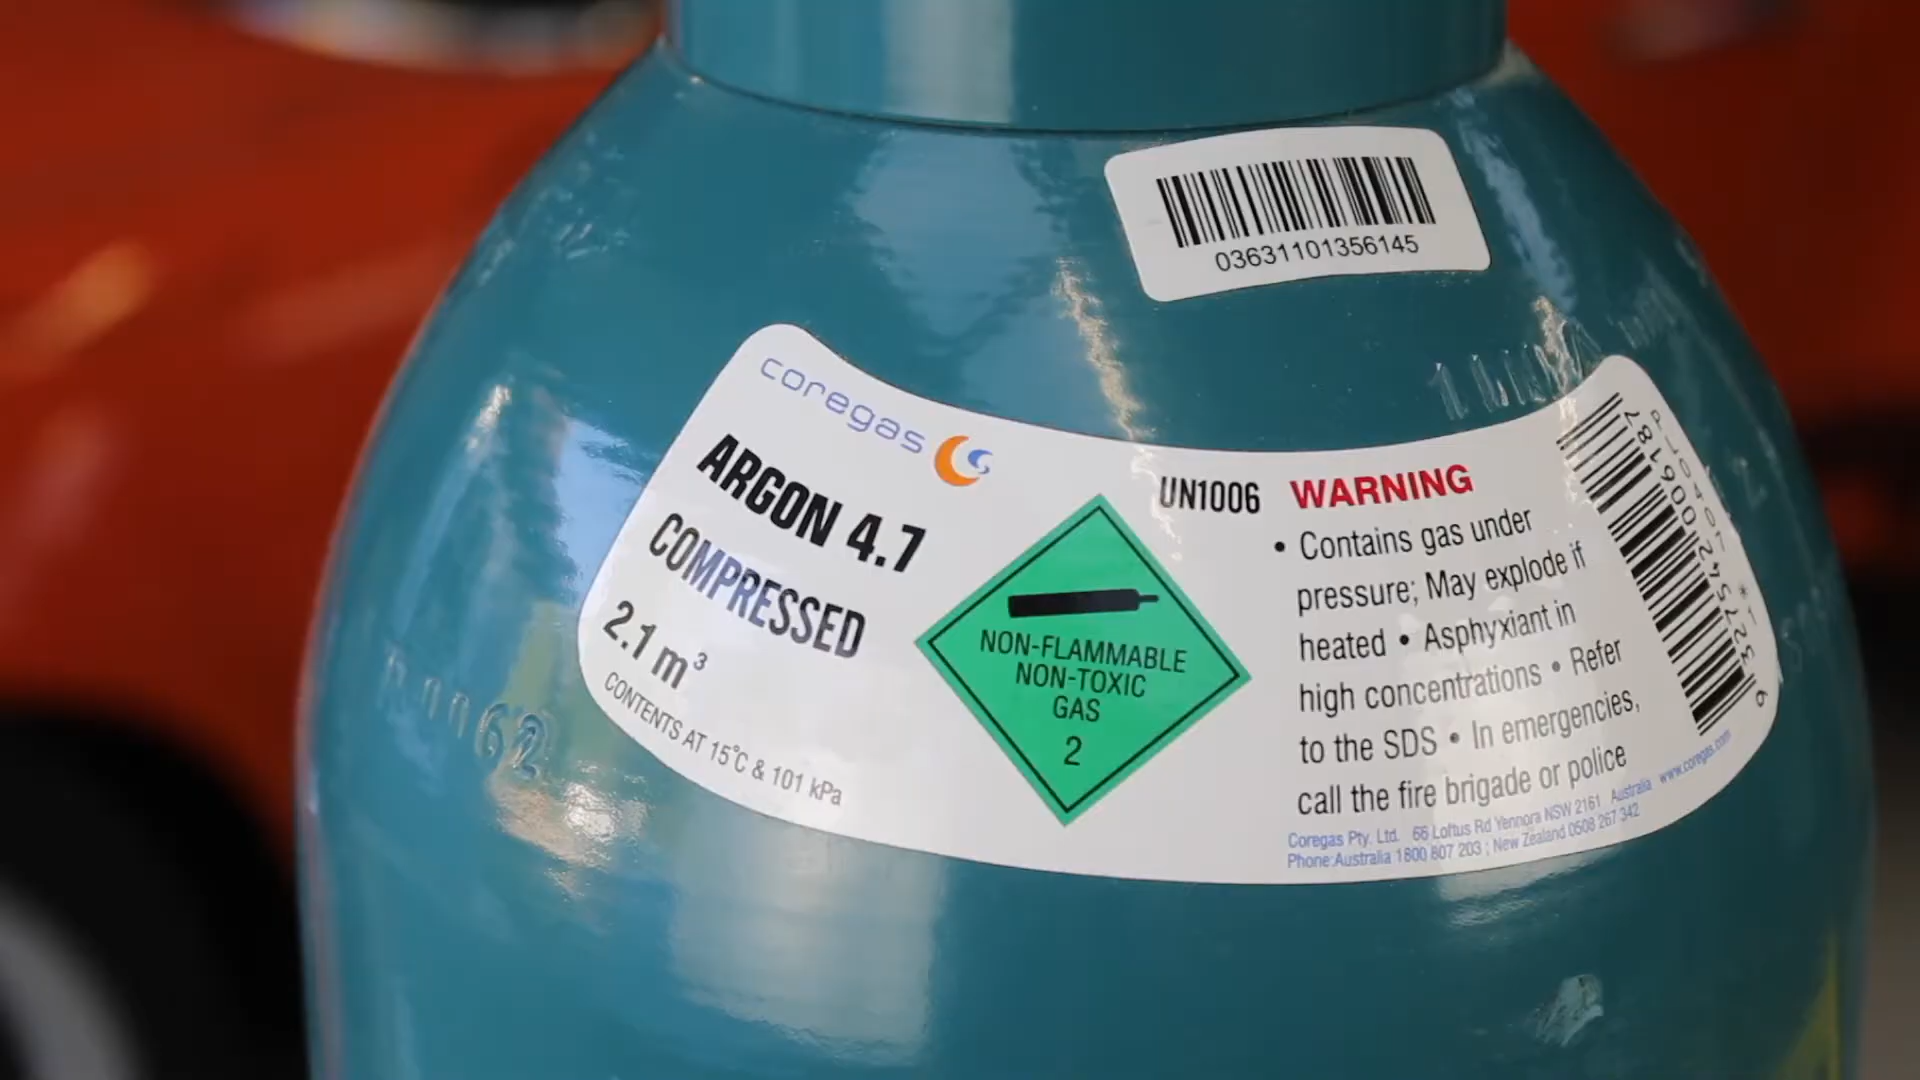 03631101356145
coregas
ARGON 4.7
COMPRESSED
2.1 m³
CONTENTS AT 15°C & 101 kPa
UN1006
NON-FLAMMABLE
NON-TOXIC
GAS
2
WARNING
• Contains gas under
pressure; May explode if
heated • Asphyxiant in
high concentrations • Refer
to the SDS • In emergencies,
call the fire brigade or police
Coregas Pty. Ltd. 66 Loftus Rd Yennora NSW 2161 Australia www.coregas.com
Phone:Australia 1800 807 203 ; New Zealand 0508 267 342